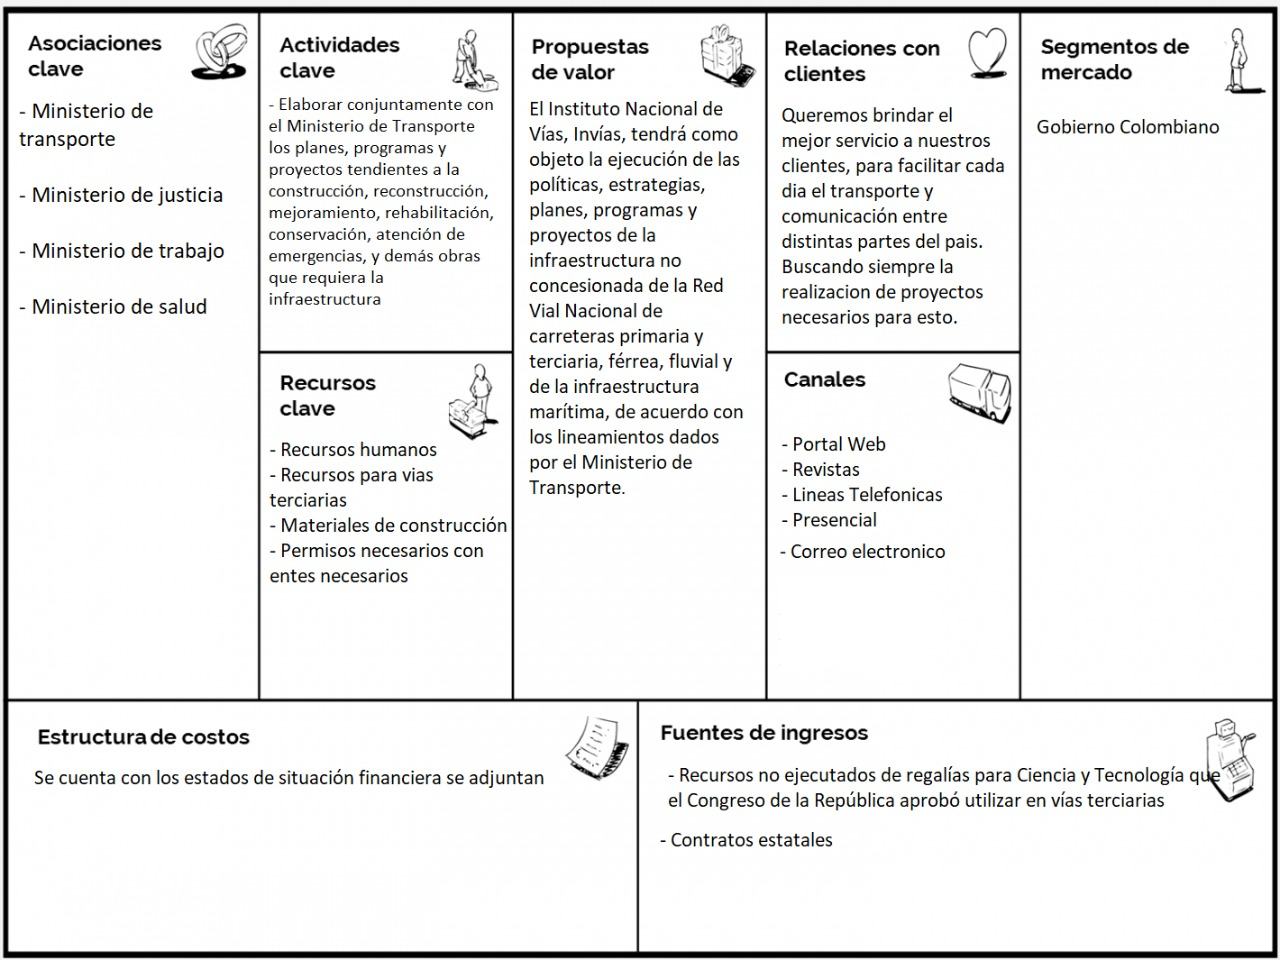 Asociaciones
clave
- Ministerio de
transporte
- Ministerio de justicia
- Ministerio de trabajo
- Ministerio de salud
Actividades
clave
- Elaborar conjuntamente con
el Ministerio de Transporte
los planes, programas y
proyectos tendientes a la
construcción, reconstrucción,
mejoramiento, rehabilitación,
conservación, atención de
emergencias, y demás obras
que requiera la
infraestructura
Recursos
clave
- Recursos humanos
- Recursos para vias
terciarias
- Materiales de construcción
- Permisos necesarios con
entes necesarios
Propuestas
de valor
El Instituto Nacional de
Vías, Invías, tendrá como
objeto la ejecución de las
políticas, estrategias,
planes, programas y
proyectos de la
infraestructura no
concesionada de la Red
Vial Nacional de
carreteras primaria y
terciaria, férrea, fluvial y
de la infraestructura
marítima, de acuerdo con
los lineamientos dados
por el Ministerio de
Transporte.
Relaciones con
clientes
Queremos brindar el
mejor servicio a nuestros
clientes, para facilitar cada
dia el transporte y
comunicación entre
distintas partes del pais.
Buscando siempre la
realizacion de proyectos
necesarios para esto.
Canales
- Portal Web
- Revistas
- Lineas Telefonicas
- Presencial
- Correo electronico
Segmentos de
mercado
Gobierno Colombiano
Estructura de costos
Se cuenta con los estados de situación financiera se adjuntan
Fuentes de ingresos
- Recursos no ejecutados de regalías para Ciencia y Tecnología que
el Congreso de la República aprobó utilizar en vías terciarias
- Contratos estatales